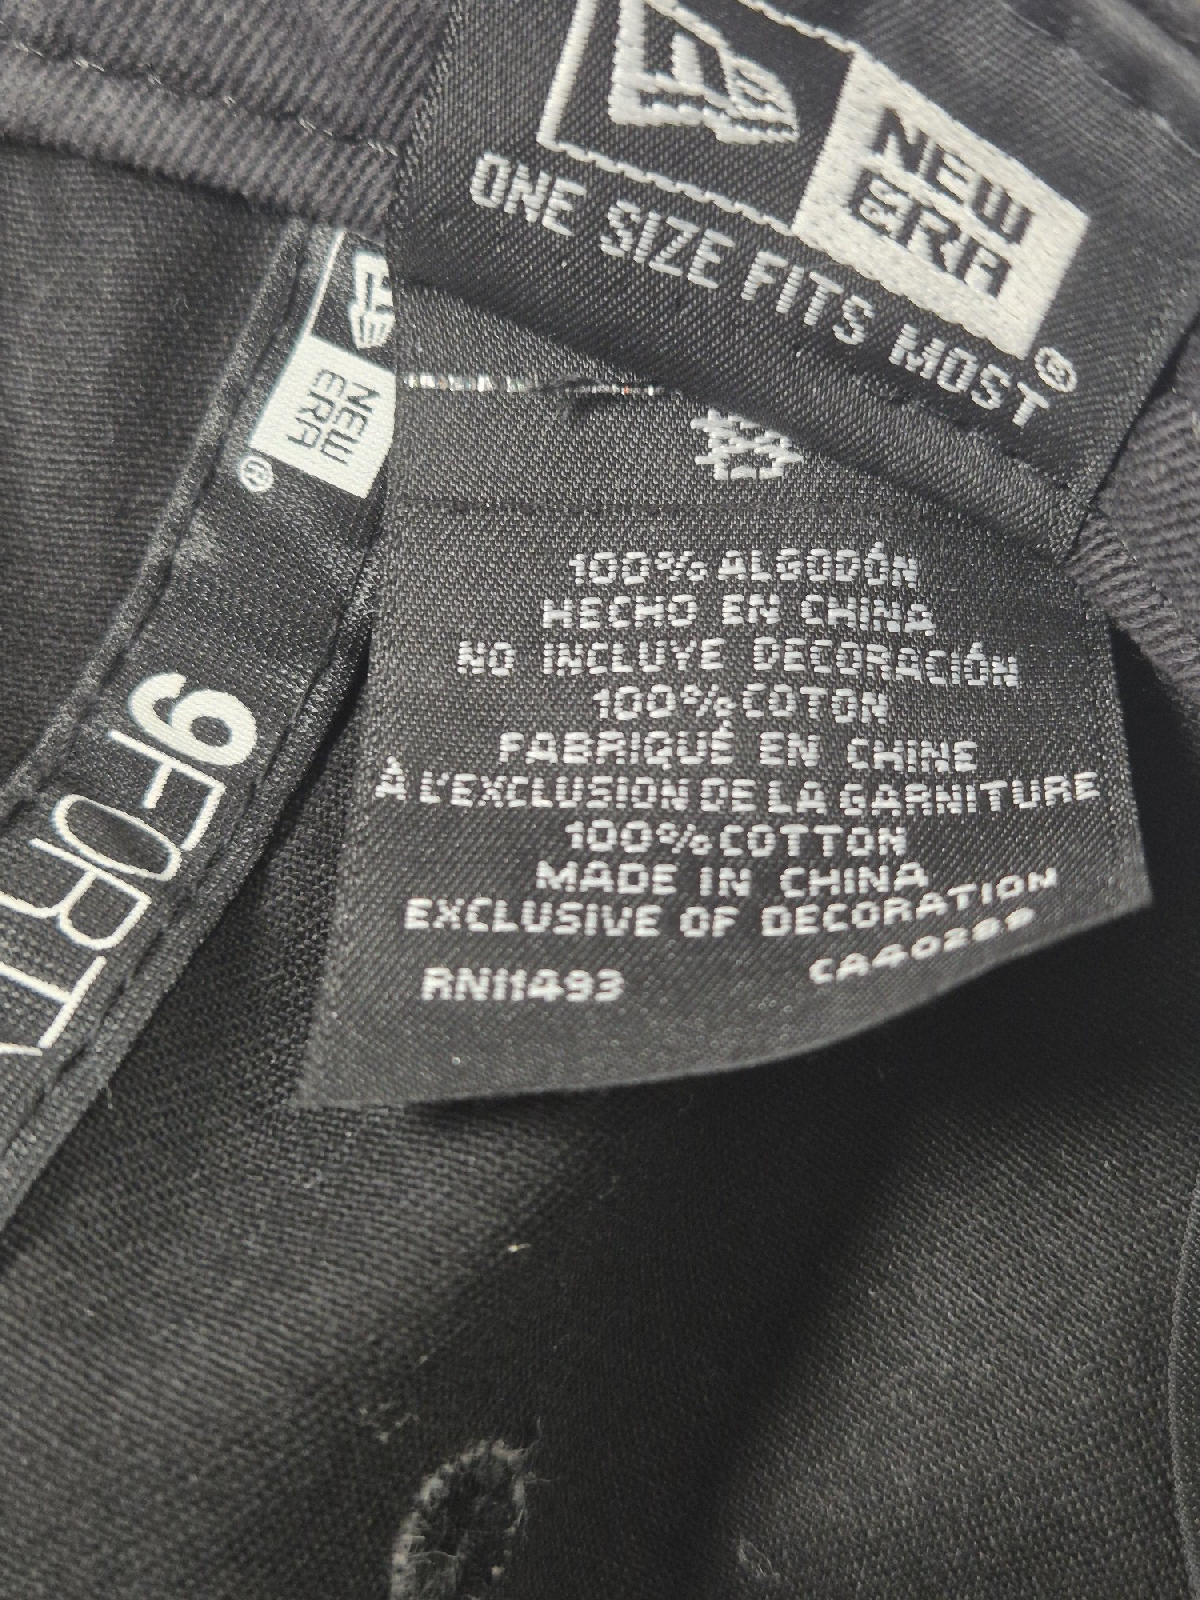 NEW
ERA
®
ONE SIZE FITS MOST
NEW
ERA
®
9FORTY
100% ALGODÓN
HECHO EN CHINA
NO INCLUYE DECORACIÓN
100% COTON
FABRIQUÉ EN CHINE
À L'EXCLUSION DE LA GARNITURE
100% COTTON
MADE IN CHINA
EXCLUSIVE OF DECORATION
RN11493 CA40289